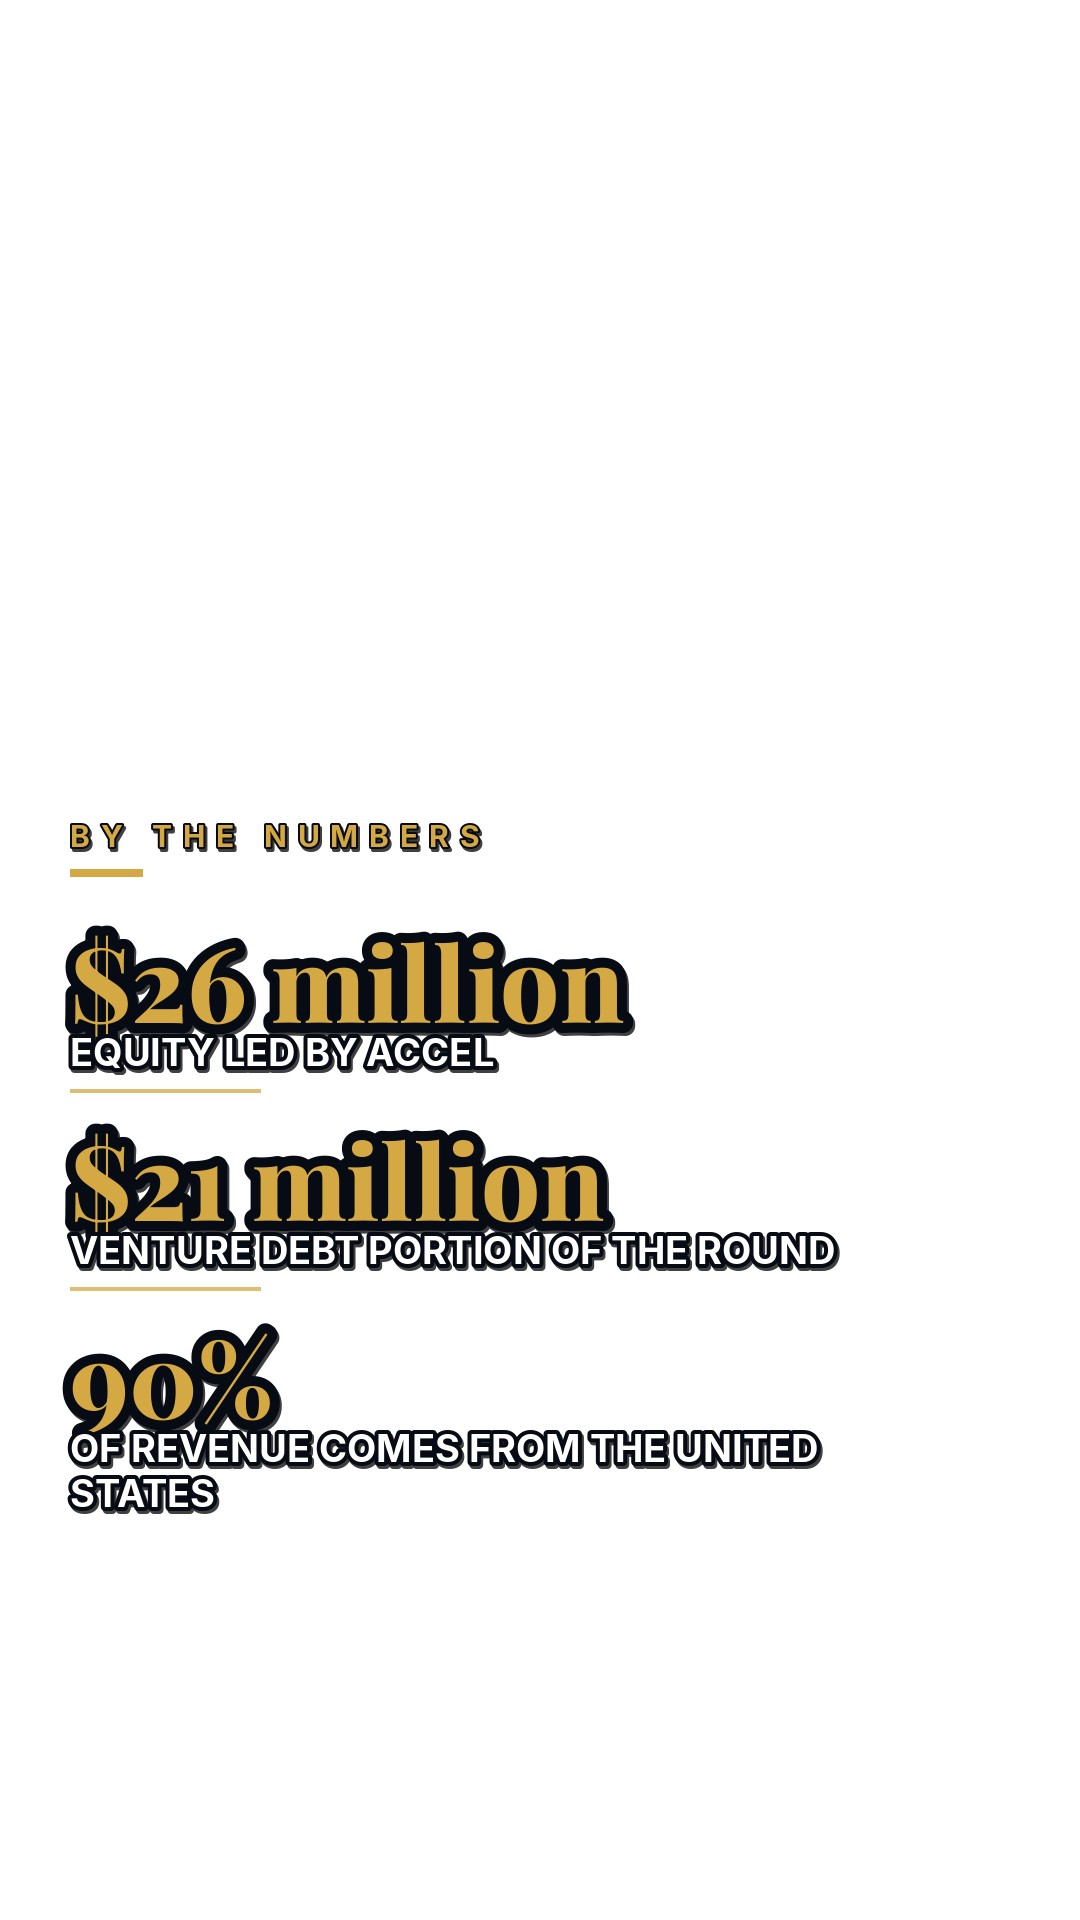 BY THE NUMBERS
$26 million
EQUITY LED BY ACCEL
$21 million
VENTURE DEBT PORTION OF THE ROUND
90%
OF REVENUE COMES FROM THE UNITED
STATES